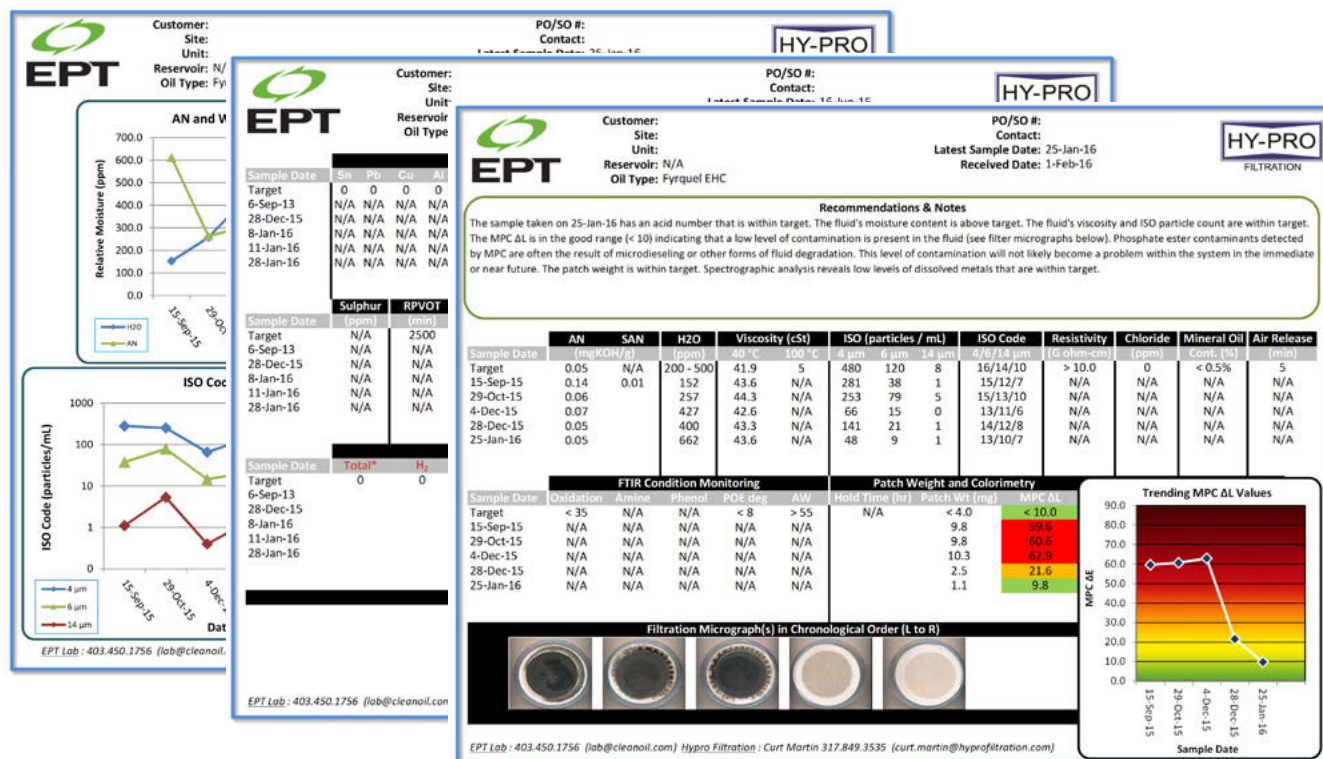 Customer:
Site:
Unit:
Reservoir: N/
Oil Type: Fyr
PO/SO #:
Contact:
Latest Sample Date: 25-Jan-16
EPT
HY-PRO
AN and W
Relative Moisture (ppm)
700.0
600.0
500.0
400.0
300.0
200.0
100.0
0.0
15-Sep-15
29-Oc
H2O
AN
ISO Cod
ISO Code (particles/mL)
1000
100
10
1
0
15-Sep-15
29-Oct-15
4-Dec-
4 µm
6 µm
14 µm
Dat
EPT Lab : 403.450.1756 (lab@cleanoil.
Customer:
Site:
Unit:
Reservoir
Oil Type
PO/SO #:
Contact:
Latest Sample Date: 16-Jun-15
EPT
HY-PRO
Sample Date Sn Pb Cu Al
Target 0 0 0 0
6-Sep-13 N/A N/A N/A N/A
28-Dec-15 N/A N/A N/A N/A
8-Jan-16 N/A N/A N/A N/A
11-Jan-16 N/A N/A N/A N/A
28-Jan-16 N/A N/A N/A N/A
Sulphur RPVOT
Sample Date (ppm) (min)
Target N/A 2500
6-Sep-13 N/A N/A
28-Dec-15 N/A N/A
8-Jan-16 N/A N/A
11-Jan-16 N/A N/A
28-Jan-16 N/A N/A
Sample Date Total* H₂
Target 0 0
6-Sep-13
28-Dec-15
8-Jan-16
11-Jan-16
28-Jan-16
EPT Lab : 403.450.1756 (lab@cleanoil.con
Customer:
Site:
Unit:
Reservoir: N/A
Oil Type: Fyrquel EHC
PO/SO #:
Contact:
Latest Sample Date: 25-Jan-16
Received Date: 1-Feb-16
EPT
HY-PRO
FILTRATION
Recommendations & Notes
The sample taken on 25-Jan-16 has an acid number that is within target. The fluid's moisture content is above target. The fluid's viscosity and ISO particle count are within target.
The MPC ΔL is in the good range (< 10) indicating that a low level of contamination is present in the fluid (see filter micrographs below). Phosphate ester contaminants detected
by MPC are often the result of microdieseling or other forms of fluid degradation. This level of contamination will not likely become a problem within the system in the immediate
or near future. The patch weight is within target. Spectrographic analysis reveals low levels of dissolved metals that are within target.
AN SAN H2O Viscosity (cSt) ISO (particles / mL) ISO Code Resistivity Chloride Mineral Oil Air Release
Sample Date (mgKOH/g) (ppm) 40 °C 100 °C 4 µm 6 µm 14 µm 4/6/14 µm (G ohm-cm) (ppm) Cont. (%) (min)
Target 0.05 N/A 200 - 500 41.9 5 480 120 8 16/14/10 > 10.0 0 < 0.5% 5
15-Sep-15 0.14 0.01 152 43.6 N/A 281 38 1 15/12/7 N/A N/A N/A N/A
29-Oct-15 0.06 257 44.3 N/A 253 79 5 15/13/10 N/A N/A N/A N/A
4-Dec-15 0.07 427 42.6 N/A 66 15 0 13/11/6 N/A N/A N/A N/A
28-Dec-15 0.05 400 43.3 N/A 141 21 1 14/12/8 N/A N/A N/A N/A
25-Jan-16 0.05 662 43.6 N/A 48 9 1 13/10/7 N/A N/A N/A N/A
FTIR Condition Monitoring Patch Weight and Colorimetry
Sample Date Oxidation Amine Phenol POE deg AW Hold Time (hr) Patch Wt (mg) MPC ΔL
Target < 35 N/A N/A < 8 > 55 N/A < 4.0 < 10.0
15-Sep-15 N/A N/A N/A N/A N/A 9.8 59.6
29-Oct-15 N/A N/A N/A N/A N/A 9.8 60.6
4-Dec-15 N/A N/A N/A N/A N/A 10.3 62.9
28-Dec-15 N/A N/A N/A N/A N/A 2.5 21.6
25-Jan-16 N/A N/A N/A N/A N/A 1.1 9.8
Trending MPC ΔL Values
MPC ΔE
90.0
80.0
70.0
60.0
50.0
40.0
30.0
20.0
10.0
0.0
15-Sep-15
29-Oct-15
4-Dec-15
28-Dec-15
25-Jan-16
Sample Date
Filtration Micrograph(s) in Chronological Order (L to R)
EPT Lab : 403.450.1756 (lab@cleanoil.com) Hypro Filtration : Curt Martin 317.849.3535 (curt.martin@hyprofiltration.com)